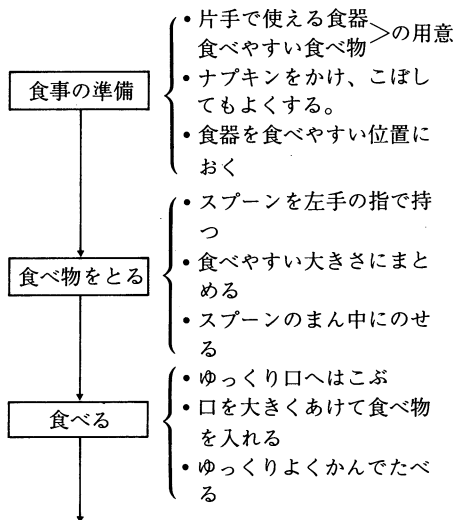 ・片手で使える食器
食べやすい食べ物
>の用意
食事の準備
・ナプキンをかけ、こぼし
てもよくする。
・食器を食べやすい位置に
おく
・スプーンを左手の指で持
つ
食べ物をとる
・食べやすい大きさにまと
める
・スプーンのまん中にのせ
る
・ゆっくり口へはこぶ
食べる
・口を大きくあけて食べ物
を入れる
・ゆっくりよくかんでたべ
る